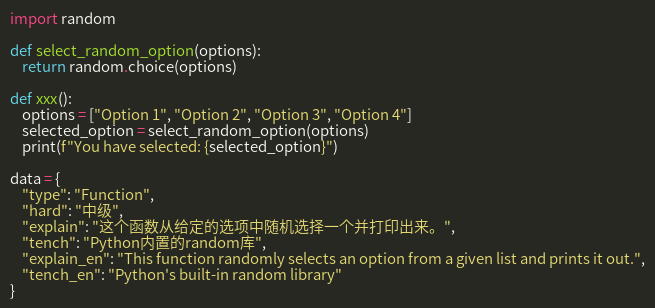 import random

def select_random_option(options):
    return random.choice(options)

def xxx():
    options = ["Option 1", "Option 2", "Option 3", "Option 4"]
    selected_option = select_random_option(options)
    print(f"You have selected: {selected_option}")

data = {
    "type": "Function",
    "hard": "中级",
    "explain": "这个函数从给定的选项中随机选择一个并打印出来。",
    "tench": "Python内置的random库",
    "explain_en": "This function randomly selects an option from a given list and prints it out.",
    "tench_en": "Python's built-in random library"
}